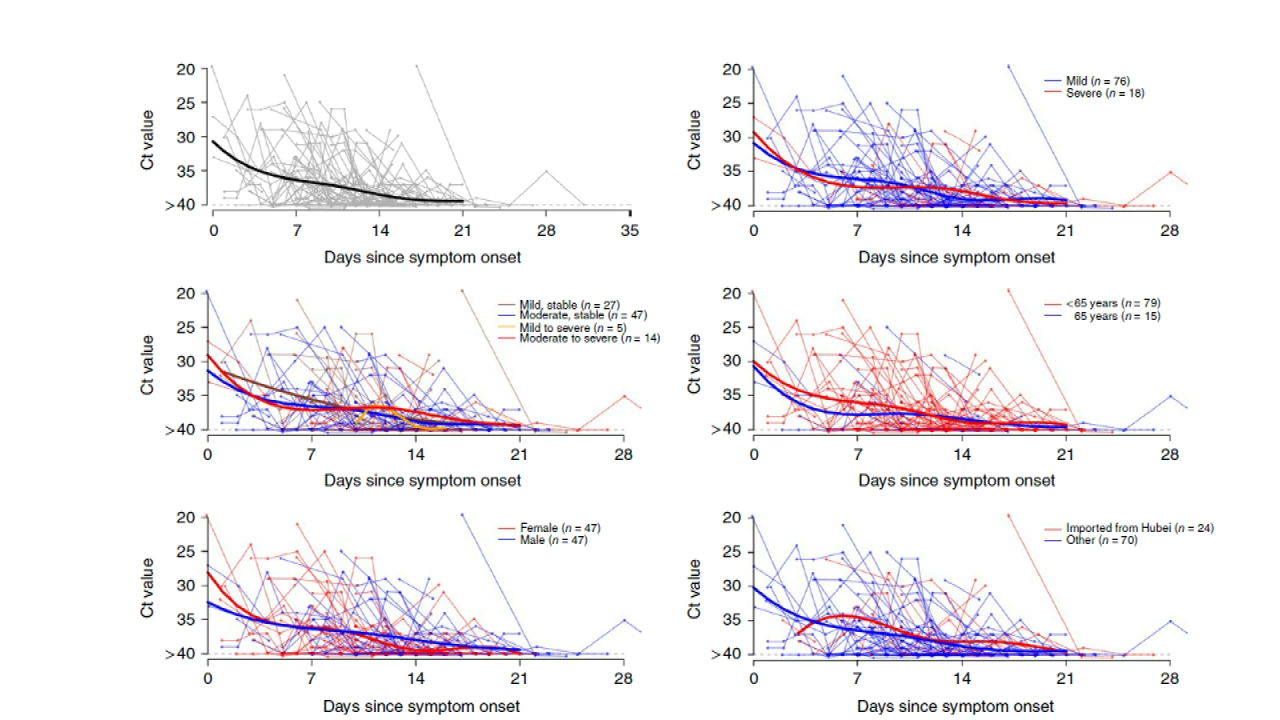 20
25
30
35
>40
Ct value
0 7 14 21 28 35
Days since symptom onset
20
25
30
35
>40
Ct value
Mild (n = 76)
Severe (n = 18)
0 7 14 21 28
Days since symptom onset
20
25
30
35
>40
Ct value
Mild, stable (n = 27)
Moderate, stable (n = 47)
Mild to severe (n = 5)
Moderate to severe (n = 14)
0 7 14 21 28
Days since symptom onset
20
25
30
35
>40
Ct value
<65 years (n = 79)
65 years (n = 15)
0 7 14 21 28
Days since symptom onset
20
25
30
35
>40
Ct value
Female (n = 47)
Male (n = 47)
0 7 14 21 28
Days since symptom onset
20
25
30
35
>40
Ct value
Imported from Hubei (n = 24)
Other (n = 70)
0 7 14 21 28
Days since symptom onset